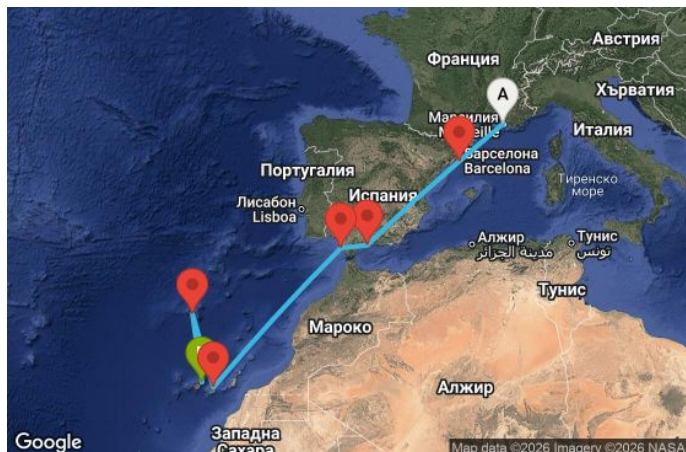 Франция
Австрия
Хърватия
A
Марсилия
Marseille
Италия
Барселона
Barcelona
Тиренско
море
Португалия
Испания
Лисабон
Lisboa
Алжир
مدينة الجزائر
Тунис
تونس
Тунис
Мароко
Алжир
Западна
Сахара
Google
Map data ©2026 Imagery ©2026 NASA